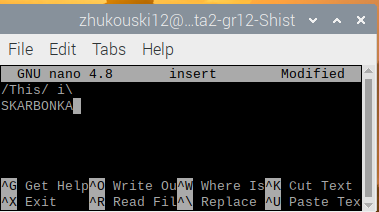 zhukouski12@...ta2-gr12-Shist
File Edit Tabs Help
GNU nano 4.8 insert Modified
/This/ i\
SKARBONKA
^G Get Help^O Write Ou^W Where Is^K Cut Text
^X Exit ^R Read Fil^\ Replace ^U Paste Tex